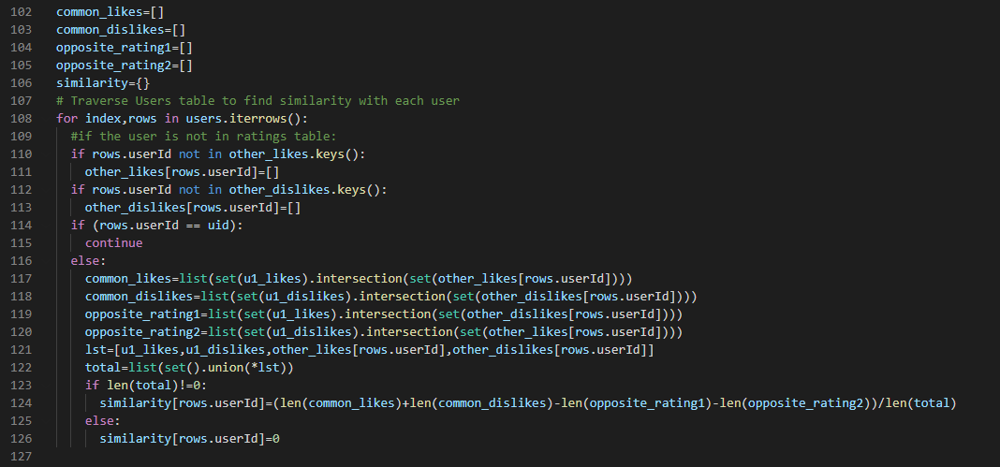 102 common_likes=[]
103 common_dislikes=[]
104 opposite_rating1=[]
105 opposite_rating2=[]
106 similarity={}
107 # Traverse Users table to find similarity with each user
108 for index,rows in users.iterrows():
109   #if the user is not in ratings table:
110   if rows.userId not in other_likes.keys():
111     other_likes[rows.userId]=[]
112   if rows.userId not in other_dislikes.keys():
113     other_dislikes[rows.userId]=[]
114   if (rows.userId == uid):
115     continue
116   else:
117     common_likes=list(set(u1_likes).intersection(set(other_likes[rows.userId])))
118     common_dislikes=list(set(u1_dislikes).intersection(set(other_dislikes[rows.userId])))
119     opposite_rating1=list(set(u1_likes).intersection(set(other_dislikes[rows.userId])))
120     opposite_rating2=list(set(u1_dislikes).intersection(set(other_likes[rows.userId])))
121     lst=[u1_likes,u1_dislikes,other_likes[rows.userId],other_dislikes[rows.userId]]
122     total=list(set().union(*lst))
123     if len(total)!=0:
124       similarity[rows.userId]=(len(common_likes)+len(common_dislikes)-len(opposite_rating1)-len(opposite_rating2))/len(total)
125     else:
126       similarity[rows.userId]=0
127